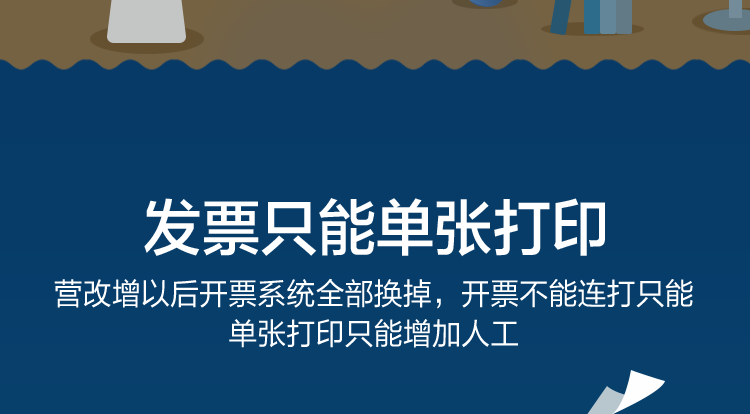 发票只能单张打印
营改增以后开票系统全部换掉，开票不能连打只能
单张打印只能增加人工